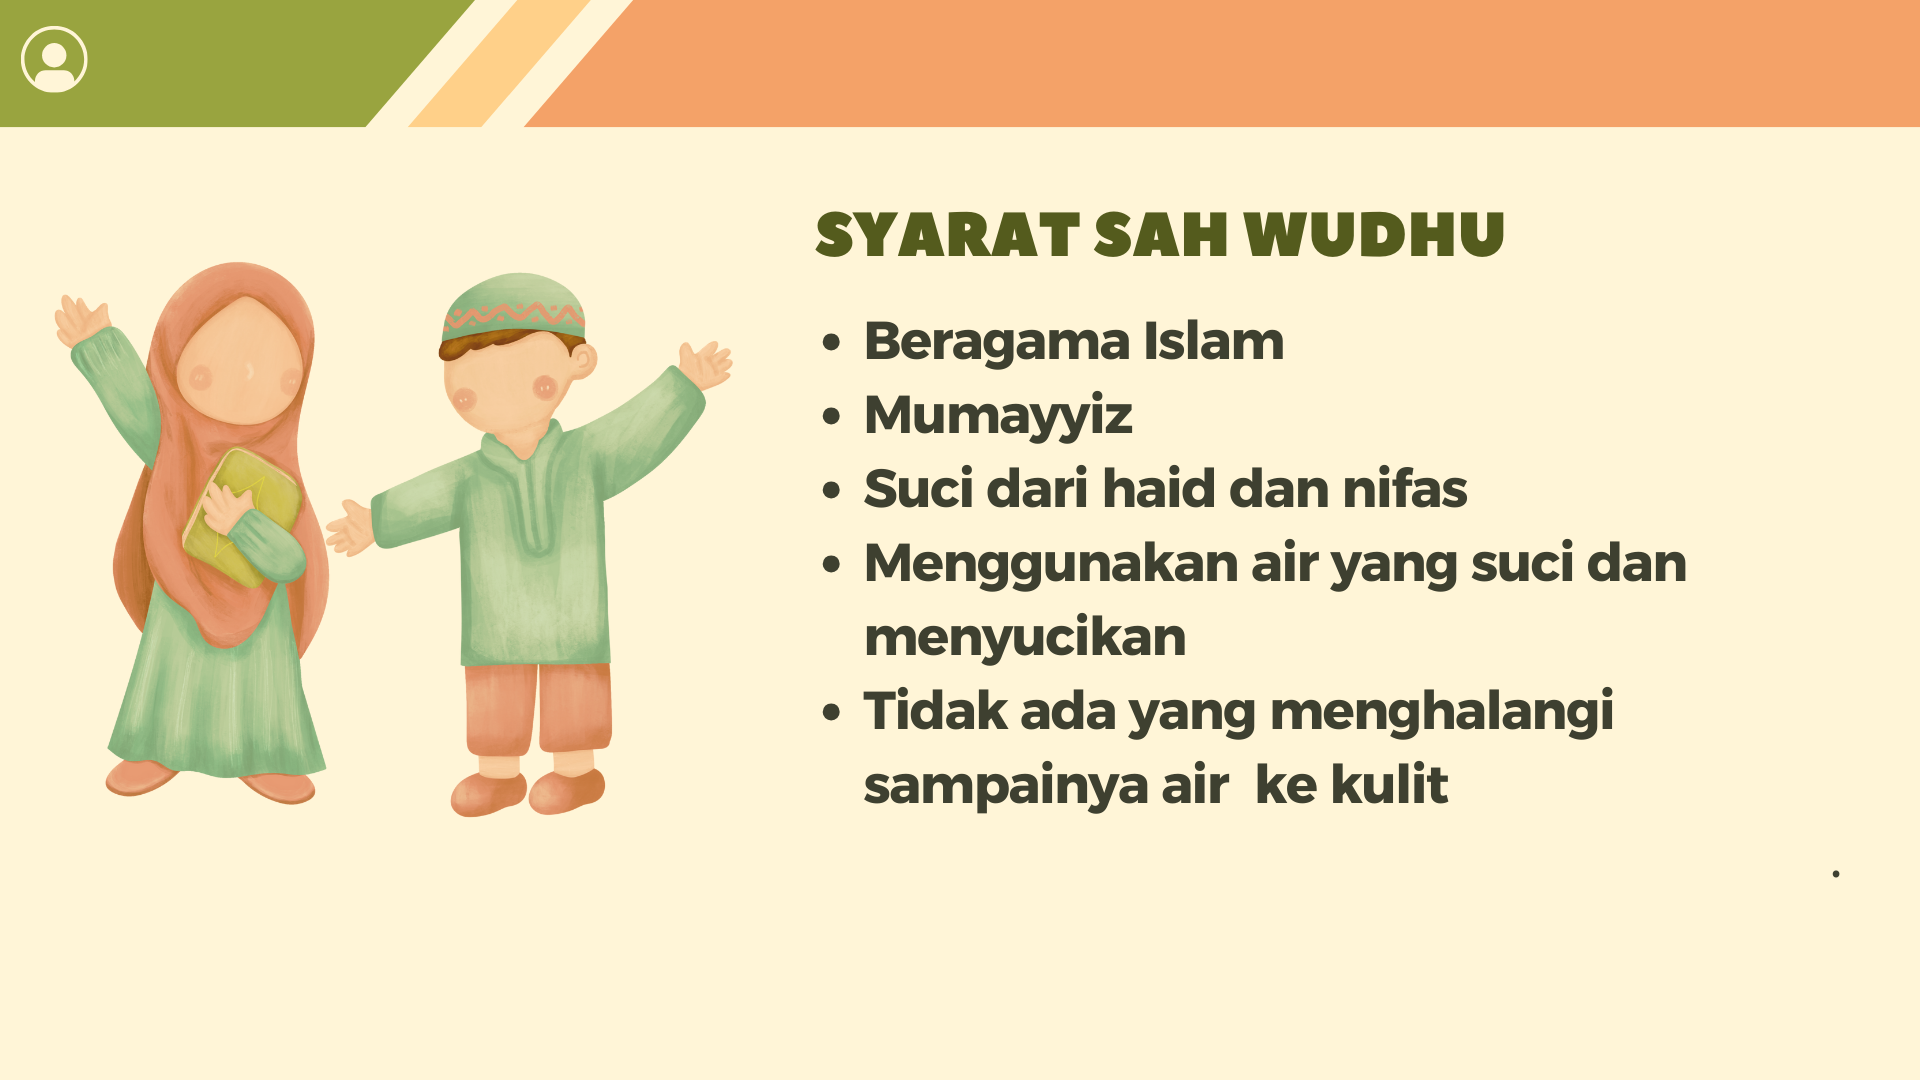 SYARAT SAH WUDHU
• Beragama Islam
• Mumayyiz
• Suci dari haid dan nifas
• Menggunakan air yang suci dan
menyucikan
• Tidak ada yang menghalangi
sampainya air  ke kulit
.